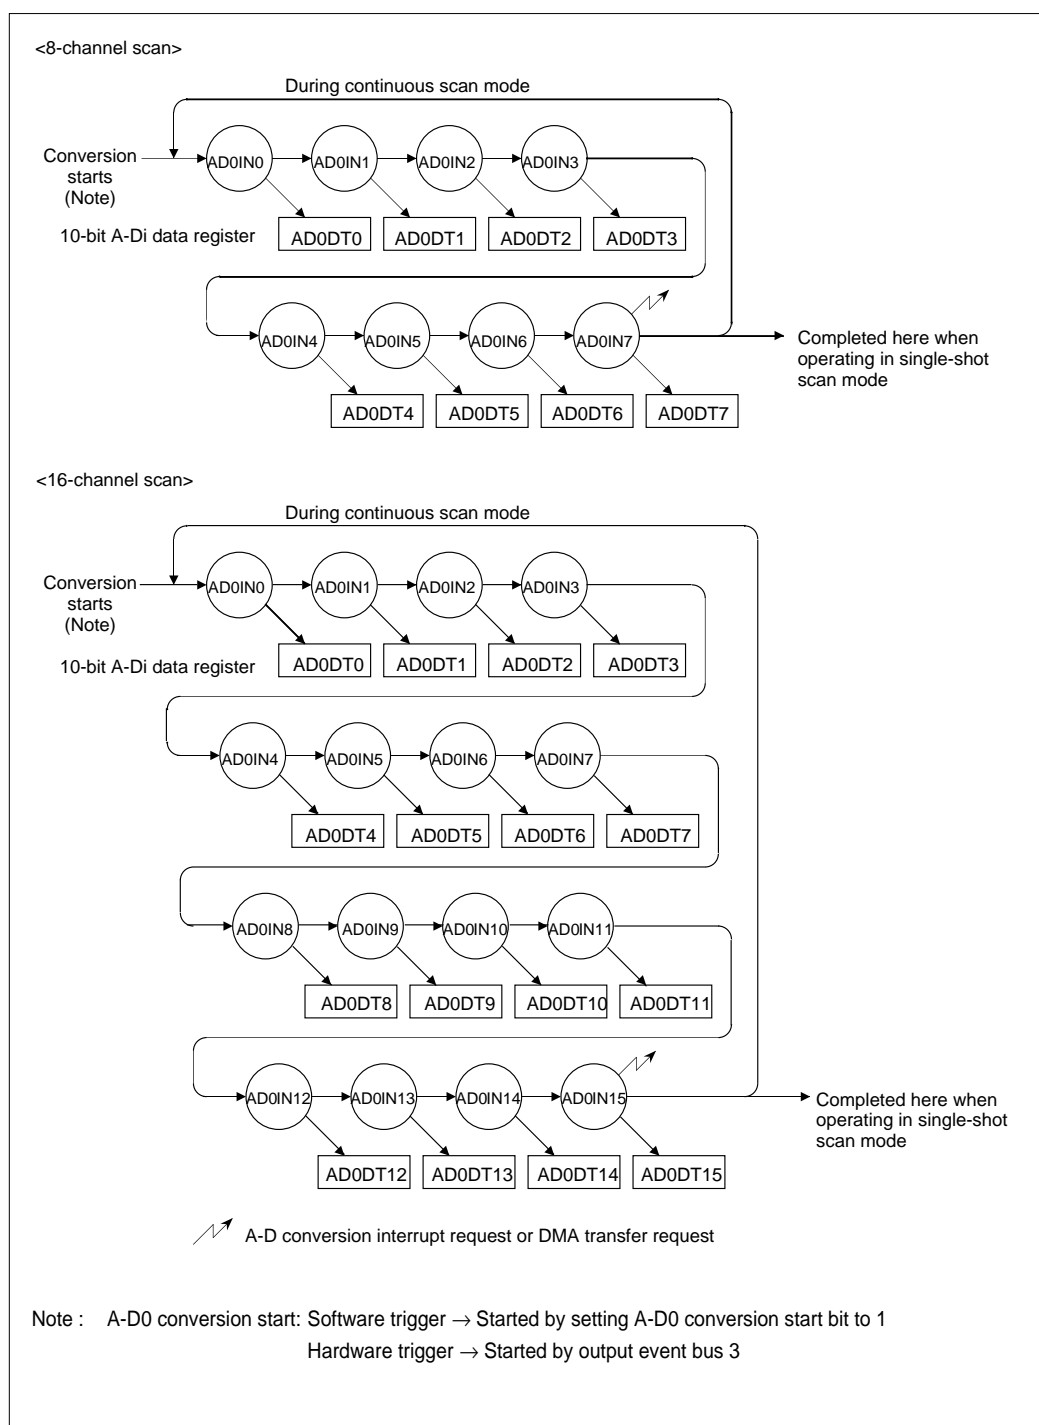 <8-channel scan>
During continuous scan mode
Conversion
starts
(Note)
AD0IN0 AD0IN1 AD0IN2 AD0IN3
10-bit A-Di data register
AD0DT0 AD0DT1 AD0DT2 AD0DT3
AD0IN4 AD0IN5 AD0IN6 AD0IN7
Completed here when
operating in single-shot
scan mode
AD0DT4 AD0DT5 AD0DT6 AD0DT7
<16-channel scan>
During continuous scan mode
Conversion
starts
(Note)
AD0IN0 AD0IN1 AD0IN2 AD0IN3
10-bit A-Di data register
AD0DT0 AD0DT1 AD0DT2 AD0DT3
AD0IN4 AD0IN5 AD0IN6 AD0IN7
AD0DT4 AD0DT5 AD0DT6 AD0DT7
AD0IN8 AD0IN9 AD0IN10 AD0IN11
AD0DT8 AD0DT9 AD0DT10 AD0DT11
AD0IN12 AD0IN13 AD0IN14 AD0IN15
Completed here when
operating in single-shot
scan mode
AD0DT12 AD0DT13 AD0DT14 AD0DT15
A-D conversion interrupt request or DMA transfer request
Note : A-D0 conversion start: Software trigger → Started by setting A-D0 conversion start bit to 1
Hardware trigger → Started by output event bus 3